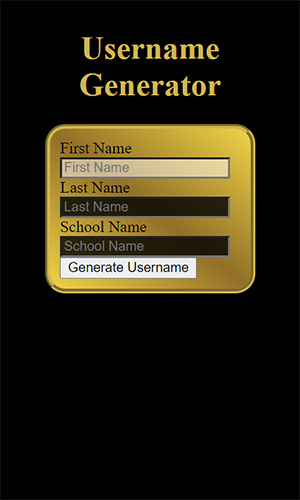 Username
Generator
First Name
First Name
Last Name
Last Name
School Name
School Name
Generate Username